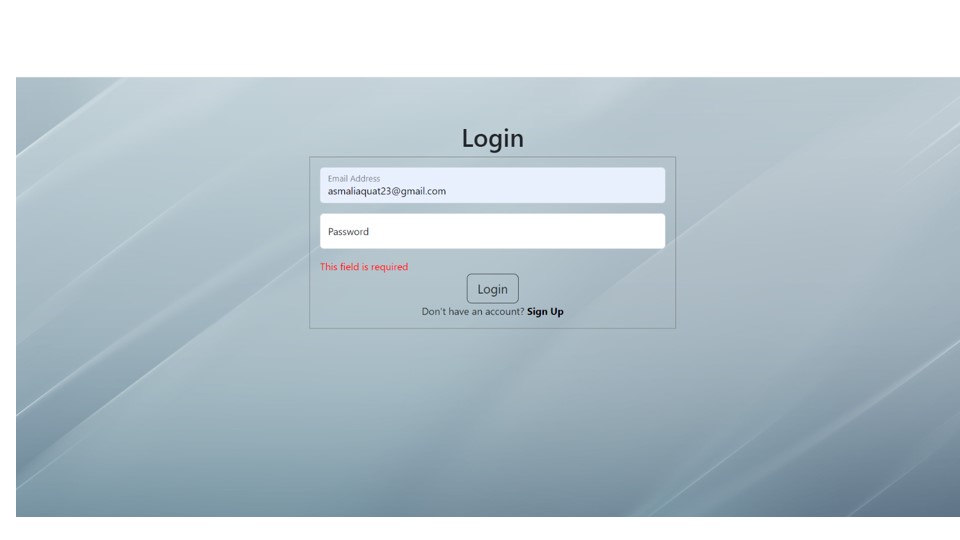 Login
Email Address
asmaliaquat23@gmail.com
Password
This field is required
Login
Don't have an account? Sign Up